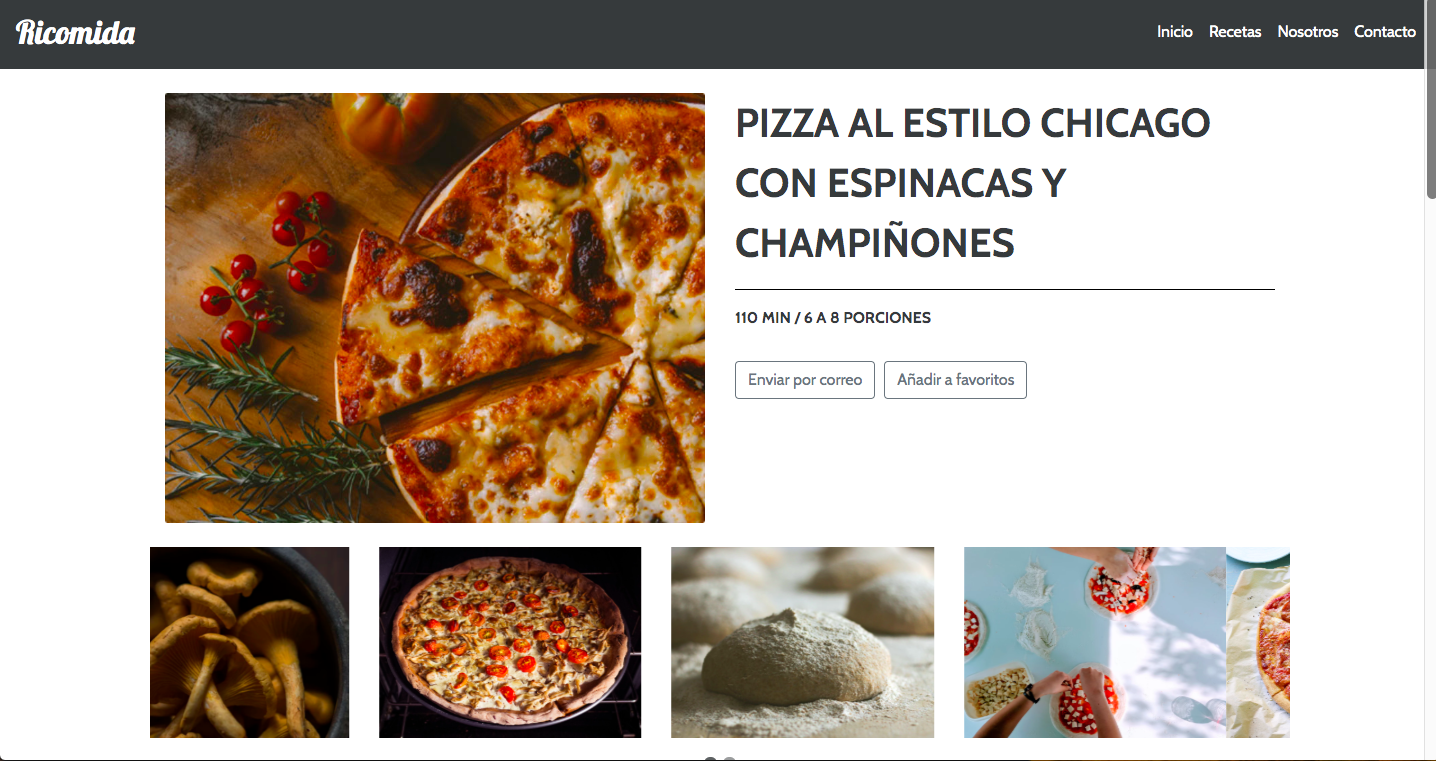 Ricomida
Inicio Recetas Nosotros Contacto
PIZZA AL ESTILO CHICAGO
CON ESPINACAS Y
CHAMPIÑONES
110 MIN / 6 A 8 PORCIONES
Enviar por correo Añadir a favoritos